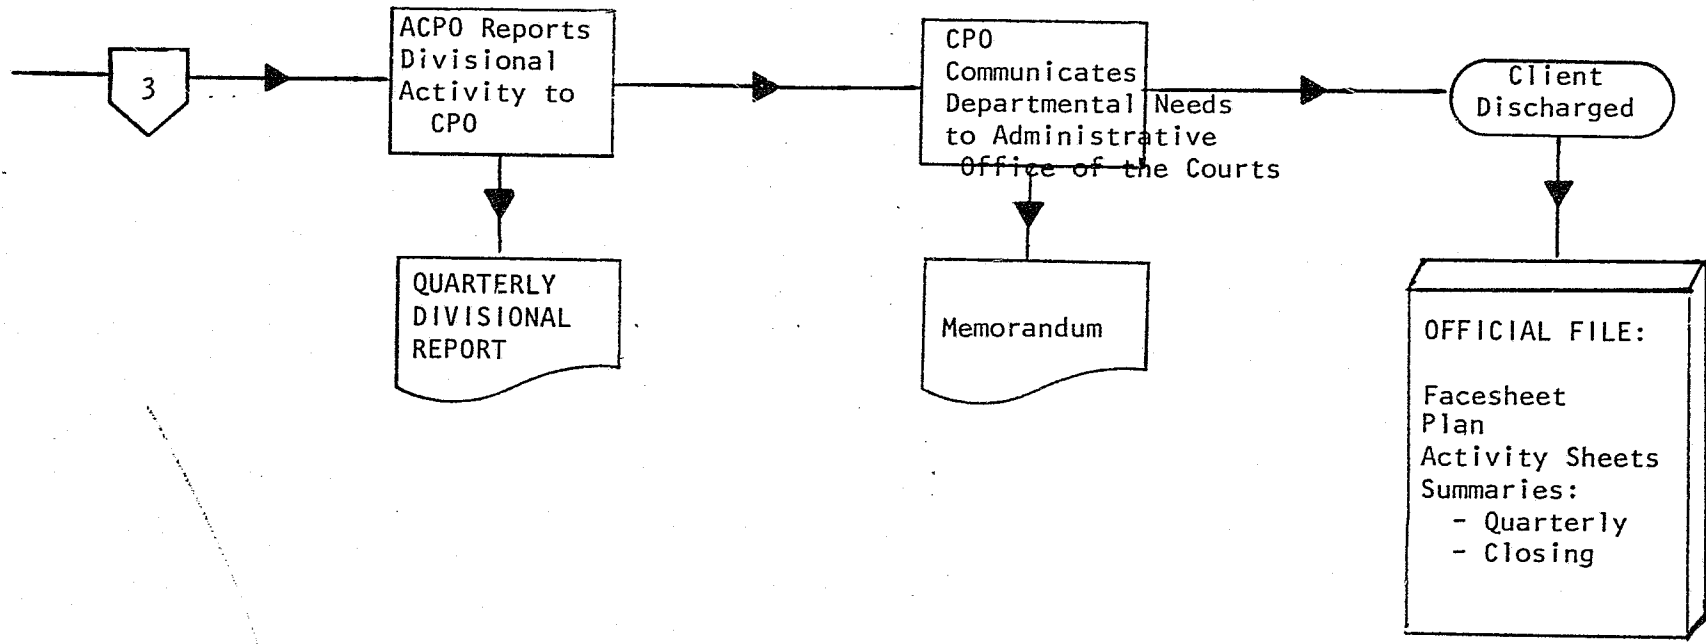 3
ACPO Reports
Divisional
Activity to
CPO
CPO
Communicates
Departmental Needs
to Administrative
Office of the Courts
Client
Discharged
QUARTERLY
DIVISIONAL
REPORT
Memorandum
OFFICIAL FILE:
Facesheet
Plan
Activity Sheets
Summaries:
- Quarterly
- Closing